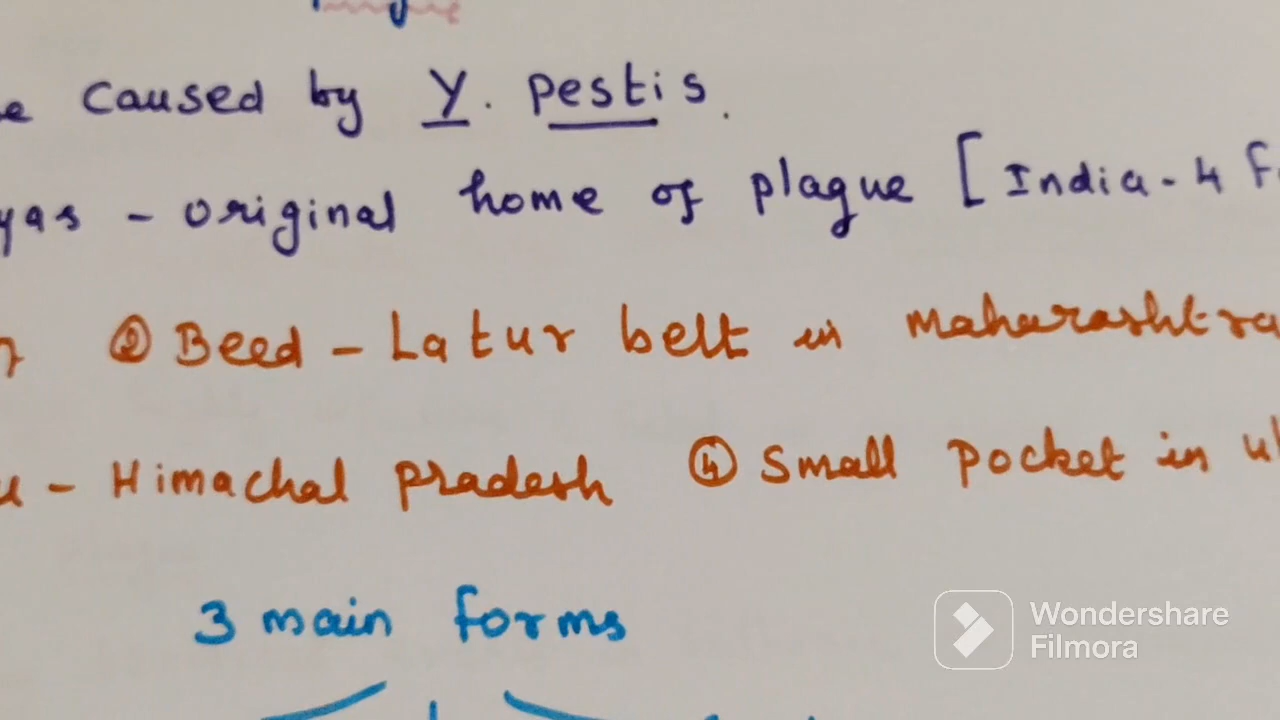 caused by Y. pestis.
- original home of plague [India - 4
② Beed - Latur belt in Maharashtra
- Himachal pradesh ④ Small pocket in
3 main forms
Wondershare
Filmora